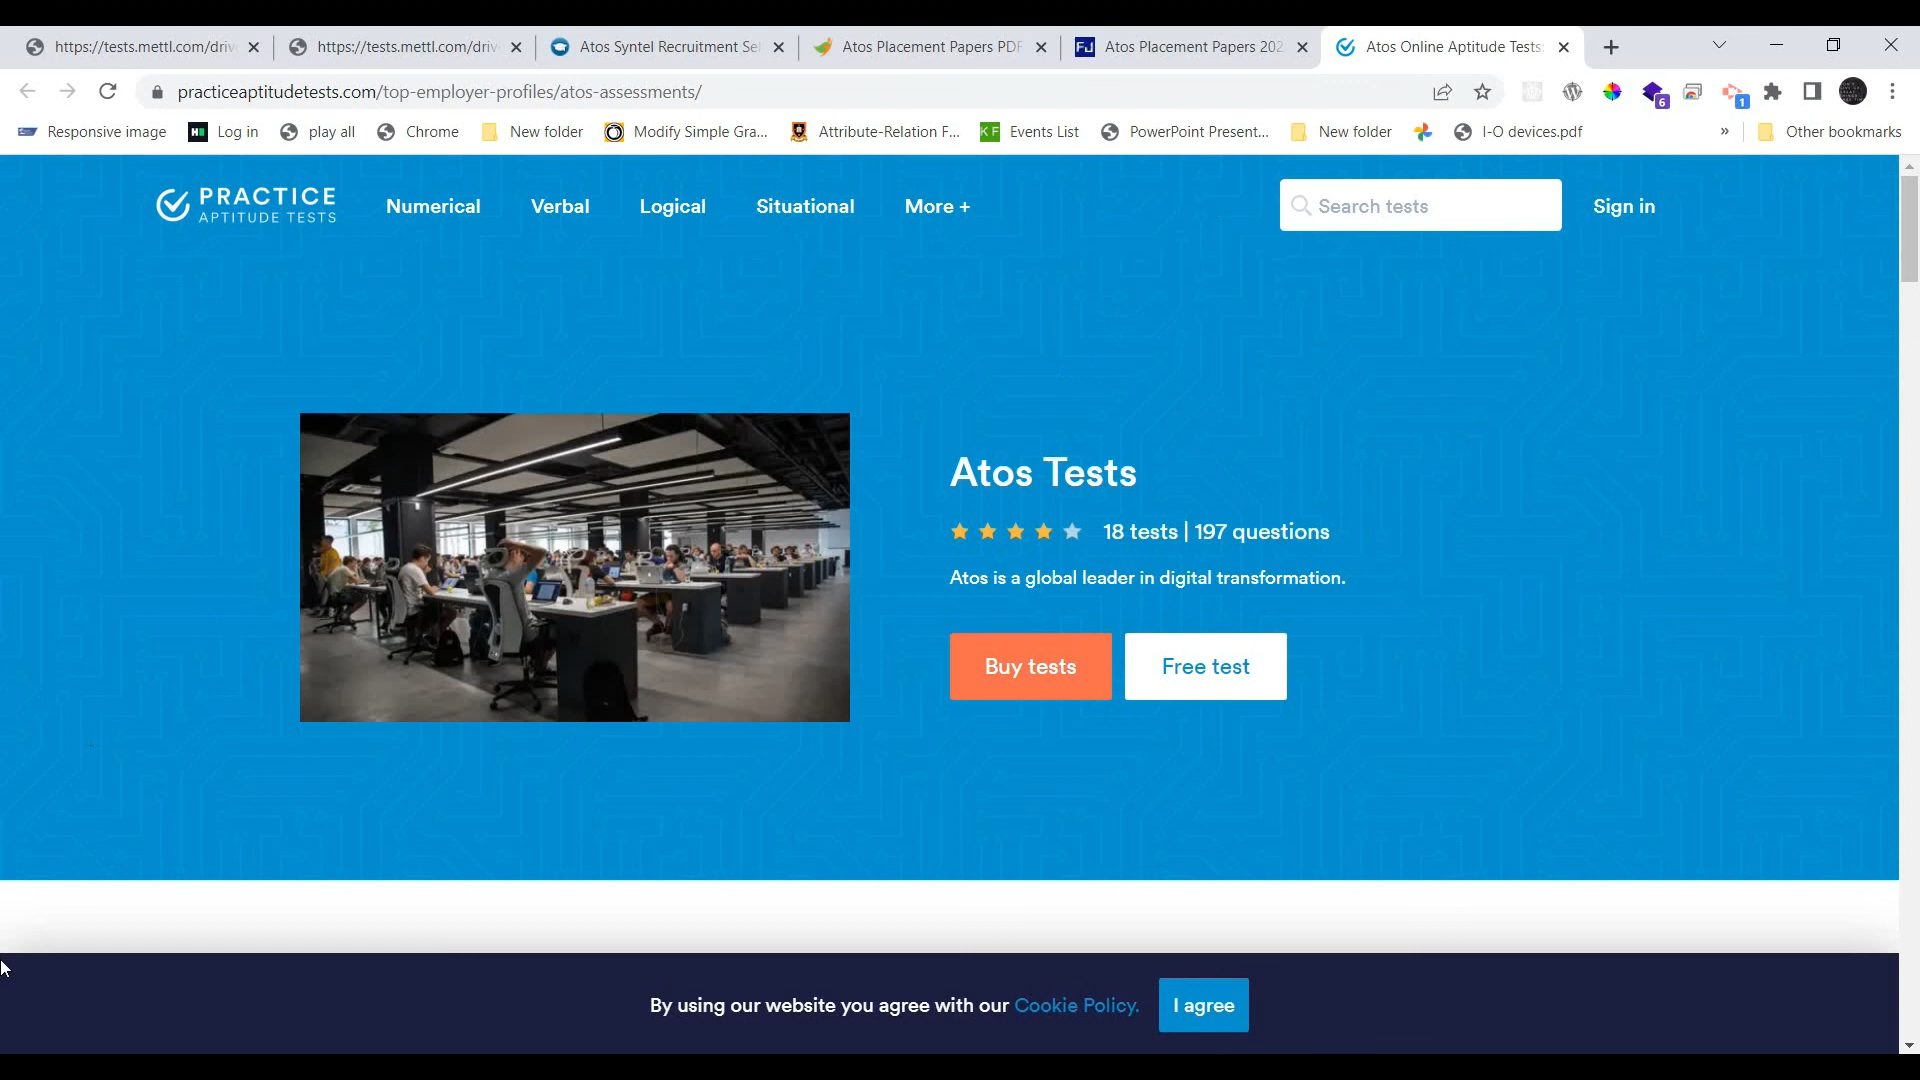 https://tests.mettl.com/driv
https://tests.mettl.com/driv
Atos Syntel Recruitment Sel
Atos Placement Papers PDF
Atos Placement Papers 202
Atos Online Aptitude Tests:
practiceaptitudetests.com/top-employer-profiles/atos-assessments/
6
1
Responsive image
Log in
play all
Chrome
New folder
Modify Simple Gra...
Attribute-Relation F...
KF Events List
PowerPoint Present...
New folder
I-O devices.pdf
»
Other bookmarks
PRACTICE
APTITUDE TESTS
Numerical
Verbal
Logical
Situational
More +
Search tests
Sign in
Atos Tests
18 tests | 197 questions
Atos is a global leader in digital transformation.
Buy tests
Free test
By using our website you agree with our Cookie Policy.
I agree